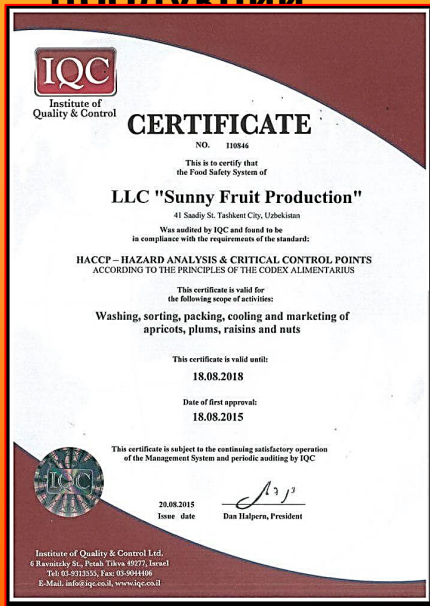 IQC
Institute of
Quality & Control
CERTIFICATE
NO. 110846
This is to certify that
the Food Safety System of
LLC "Sunny Fruit Production"
41 Saadiy St. Tashkent City, Uzbekistan
Was audited by IQC and found to be
in compliance with the requirements of the standard:
HACCP – HAZARD ANALYSIS & CRITICAL CONTROL POINTS
ACCORDING TO THE PRINCIPLES OF THE CODEX ALIMENTARIUS
This certificate is valid for
the following scope of activities:
Washing, sorting, packing, cooling and marketing of
apricots, plums, raisins and nuts
This certificate is valid until:
18.08.2018
Date of first approval:
18.08.2015
This certificate is subject to the continuing satisfactory operation
of the Management System and periodic auditing by IQC
IQC
20.08.2015
Issue date
Dan Halpern, President
Institute of Quality & Control Ltd.
6 Ravnitzky St., Petah Tikva 49277, Israel
Tel: 03-9313555, Fax: 03-9044406
E-Mail. info@iqc.co.il, www.iqc.co.il